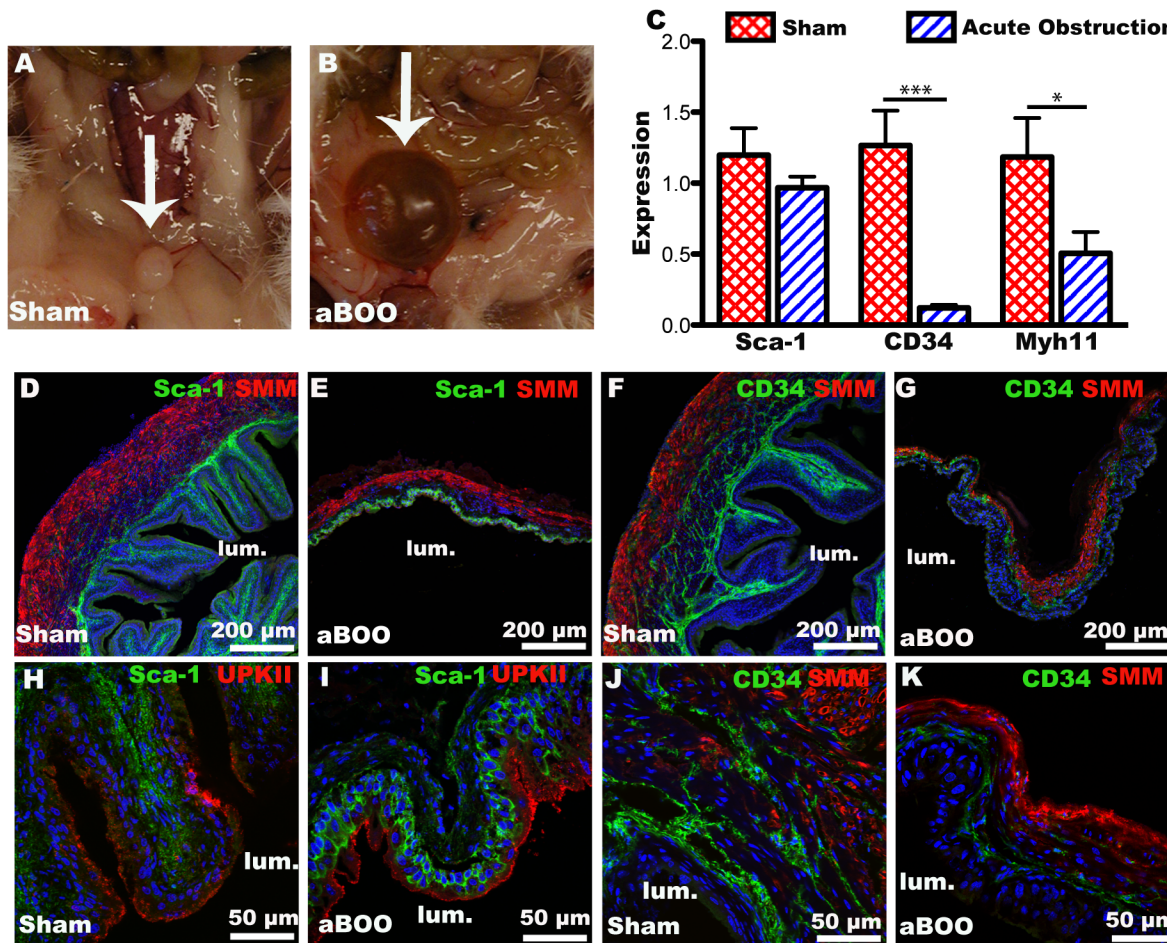 A
Sham
B
aBOO
C
Sham
Acute Obstruction
Expression
2.0
1.5
1.0
0.5
0.0
***
*
Sca-1
CD34
Myh11
D
Sca-1 SMM
lum.
Sham
200 µm
E
Sca-1 SMM
lum.
aBOO
200 µm
F
CD34 SMM
lum.
Sham
200 µm
G
CD34 SMM
lum.
aBOO
200 µm
H
Sca-1 UPKII
lum.
Sham
50 µm
I
Sca-1 UPKII
lum.
aBOO
50 µm
J
CD34 SMM
lum.
Sham
50 µm
K
CD34 SMM
lum.
aBOO
50 µm